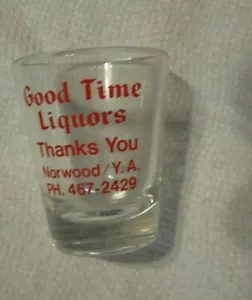 Good Time
Liquors
Thanks You
Norwood Y.A.
PH. 467-2429